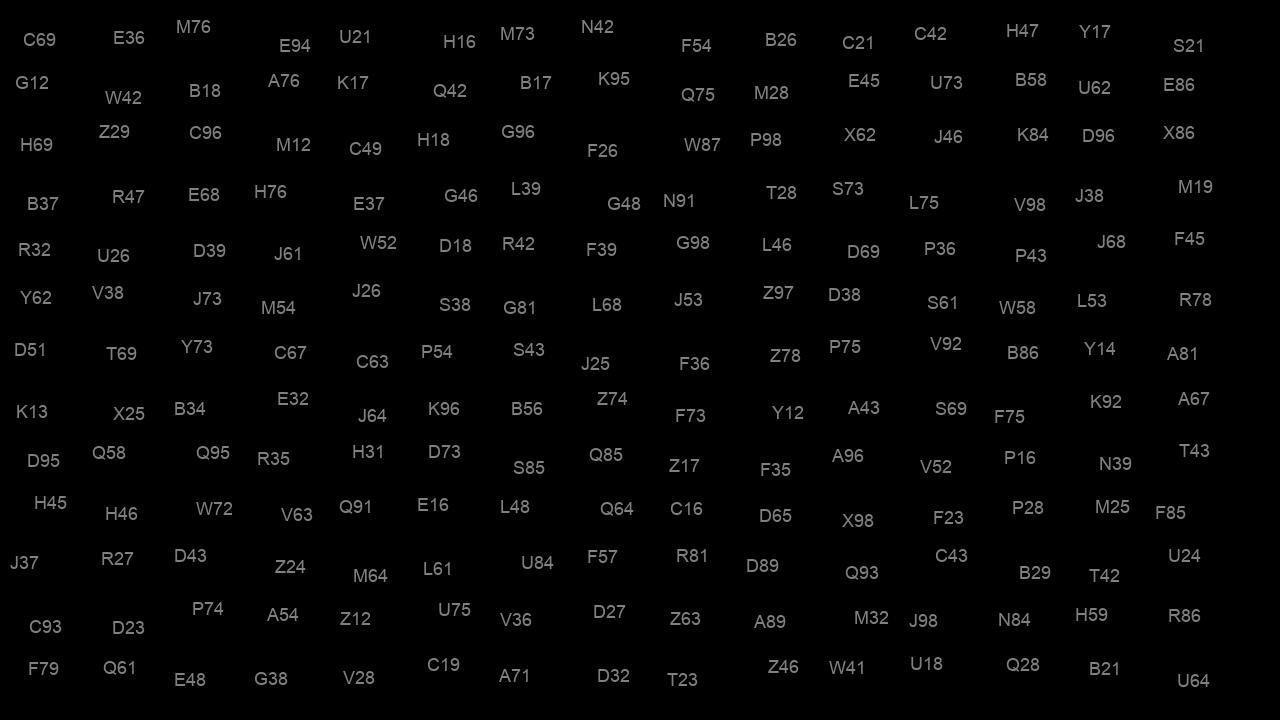 C69 E36 M76 E94 U21 H16 M73 N42 F54 B26 C21 C42 H47 Y17 S21
G12 W42 B18 A76 K17 Q42 B17 K95 Q75 M28 E45 U73 B58 U62 E86
H69 Z29 C96 M12 C49 H18 G96 F26 W87 P98 X62 J46 K84 D96 X86
B37 R47 E68 H76 E37 G46 L39 G48 N91 T28 S73 L75 V98 J38 M19
R32 U26 D39 J61 W52 D18 R42 F39 G98 L46 D69 P36 P43 J68 F45
Y62 V38 J73 M54 J26 S38 G81 L68 J53 Z97 D38 S61 W58 L53 R78
D51 T69 Y73 C67 C63 P54 S43 J25 F36 Z78 P75 V92 B86 Y14 A81
K13 X25 B34 E32 J64 K96 B56 Z74 F73 Y12 A43 S69 F75 K92 A67
D95 Q58 Q95 R35 H31 D73 S85 Q85 Z17 F35 A96 V52 P16 N39 T43
H45 H46 W72 V63 Q91 E16 L48 Q64 C16 D65 X98 F23 P28 M25 F85
J37 R27 D43 Z24 M64 L61 U84 F57 R81 D89 Q93 C43 B29 T42 U24
C93 D23 P74 A54 Z12 U75 V36 D27 Z63 A89 M32 J98 N84 H59 R86
F79 Q61 E48 G38 V28 C19 A71 D32 T23 Z46 W41 U18 Q28 B21 U64